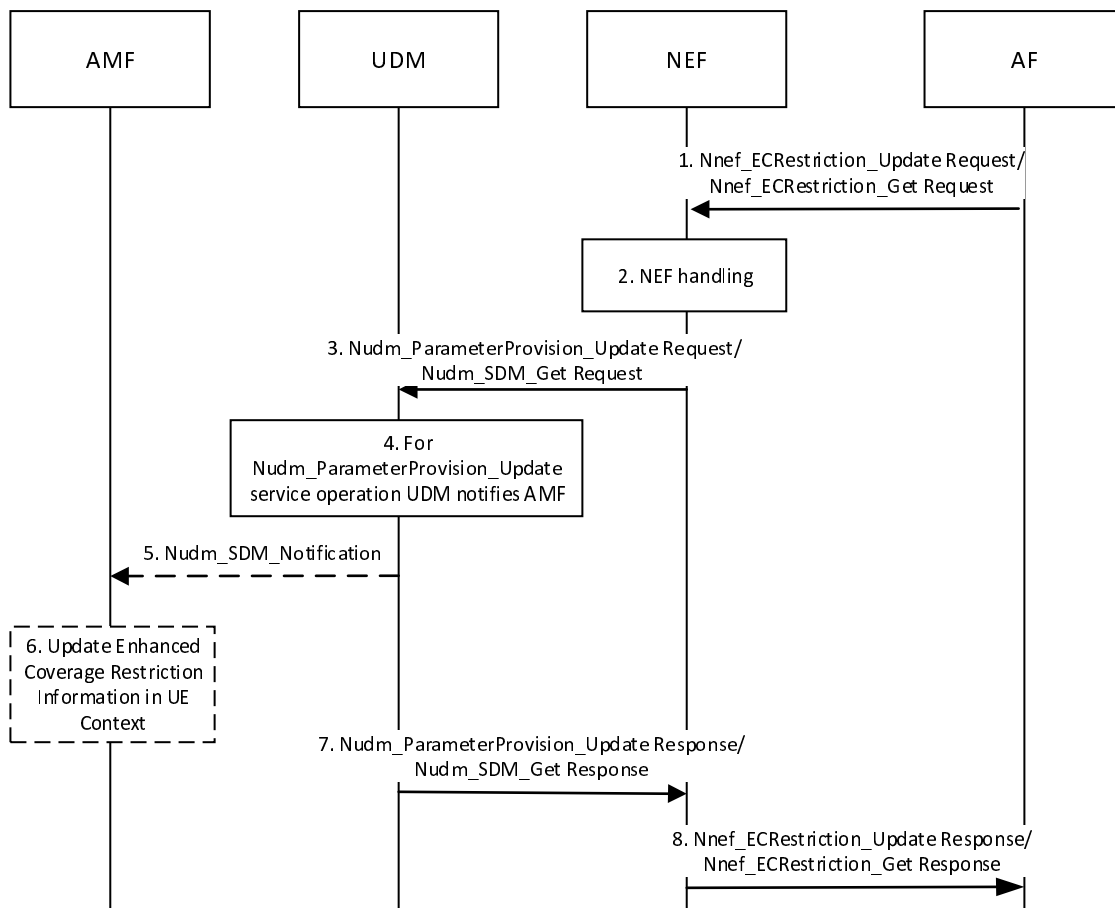 AMF
UDM
NEF
AF
1. Nnef_ECRestriction_Update Request/
Nnef_ECRestriction_Get Request
2. NEF handling
3. Nudm_ParameterProvision_Update Request/
Nudm_SDM_Get Request
4. For
Nudm_ParameterProvision_Update
service operation UDM notifies AMF
5. Nudm_SDM_Notification
6. Update Enhanced
Coverage Restriction
Information in UE
Context
7. Nudm_ParameterProvision_Update Response/
Nudm_SDM_Get Response
8. Nnef_ECRestriction_Update Response/
Nnef_ECRestriction_Get Response